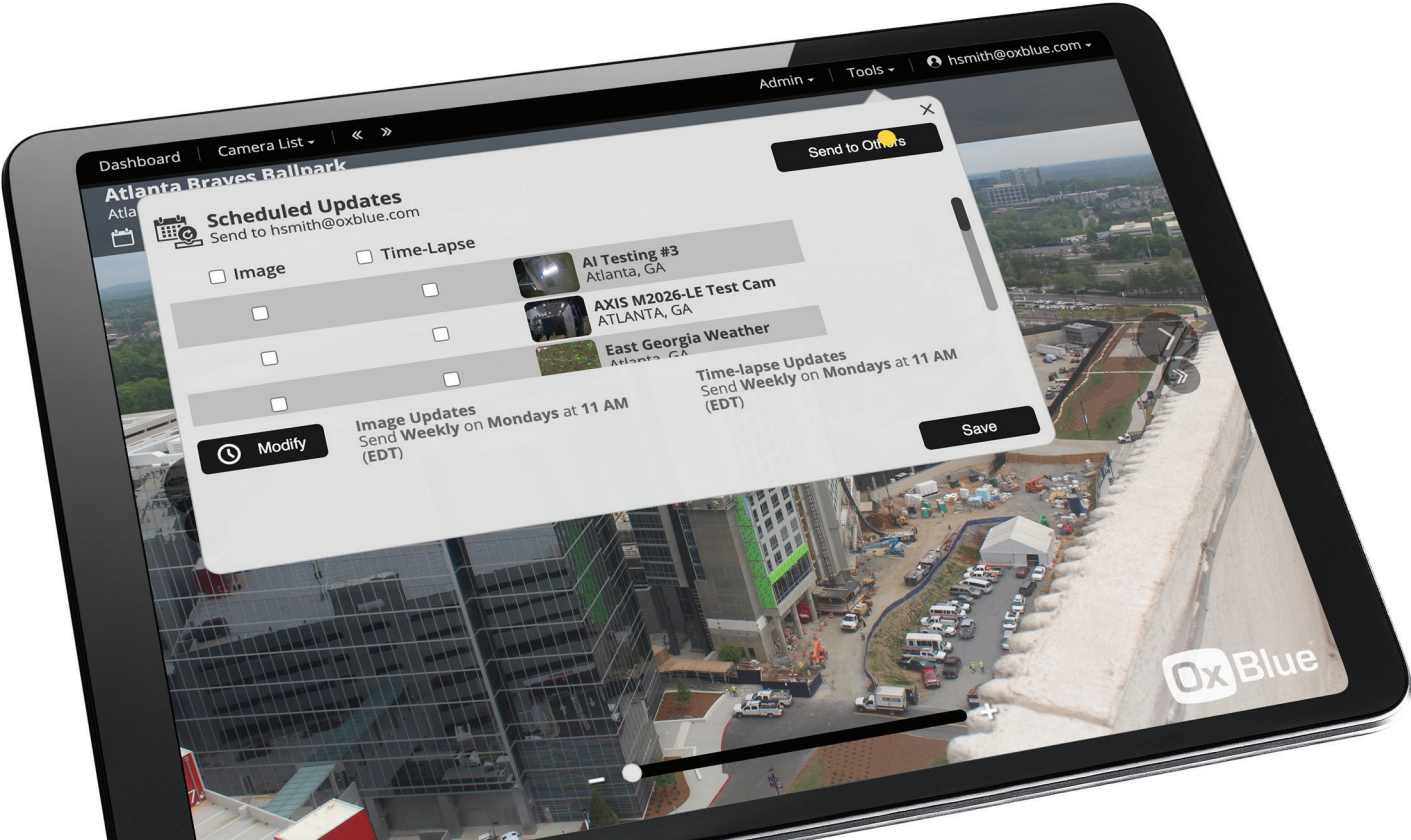 Dashboard
Camera List
Admin
Tools
hsmith@oxblue.com
Atlanta Braves Ballpark
Scheduled Updates
Send to hsmith@oxblue.com
Send to Others
Image
Time-Lapse
AI Testing #3
Atlanta, GA
AXIS M2026-LE Test Cam
ATLANTA, GA
East Georgia Weather
Atlanta, GA
Modify
Image Updates
Send Weekly on Mondays at 11 AM
(EDT)
Time-lapse Updates
Send Weekly on Mondays at 11 AM
(EDT)
Save
OxBlue